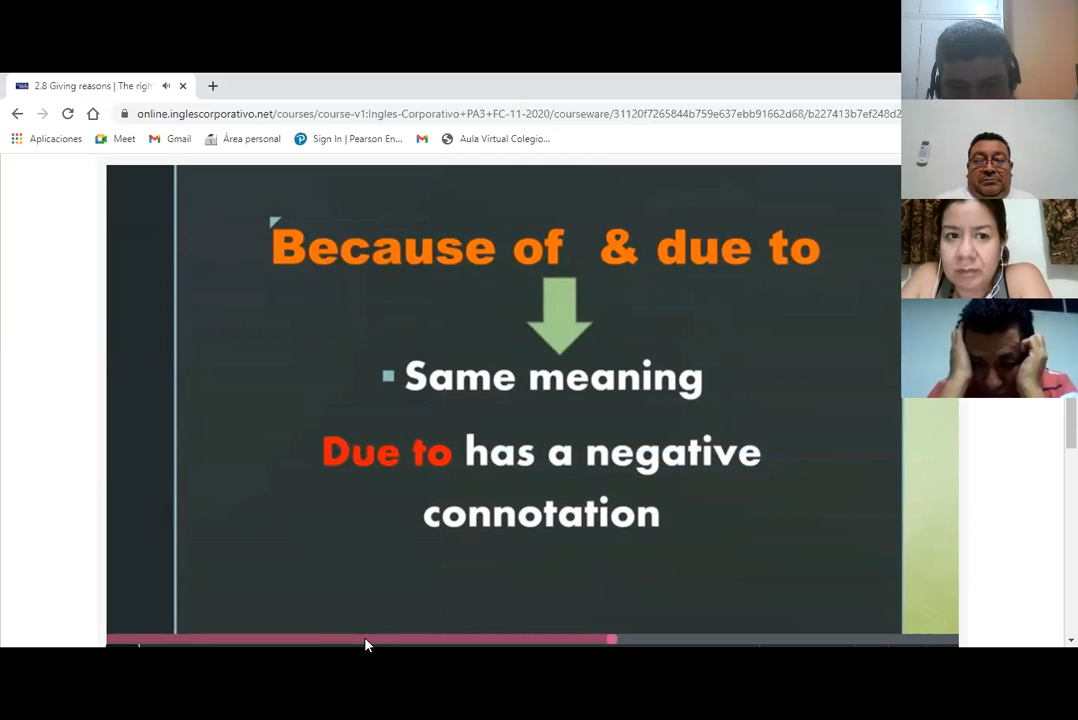 2.8 Giving reasons | The righ
online.inglescorporativo.net/courses/course-v1:Ingles-Corporativo+PA3+FC-11-2020/courseware/31120f7265844b759e637ebb91662d68/b227413b7ef248d2
Aplicaciones Meet Gmail Área personal Sign In | Pearson En... Aula Virtual Colegio...
Because of & due to
Same meaning
Due to has a negative
connotation